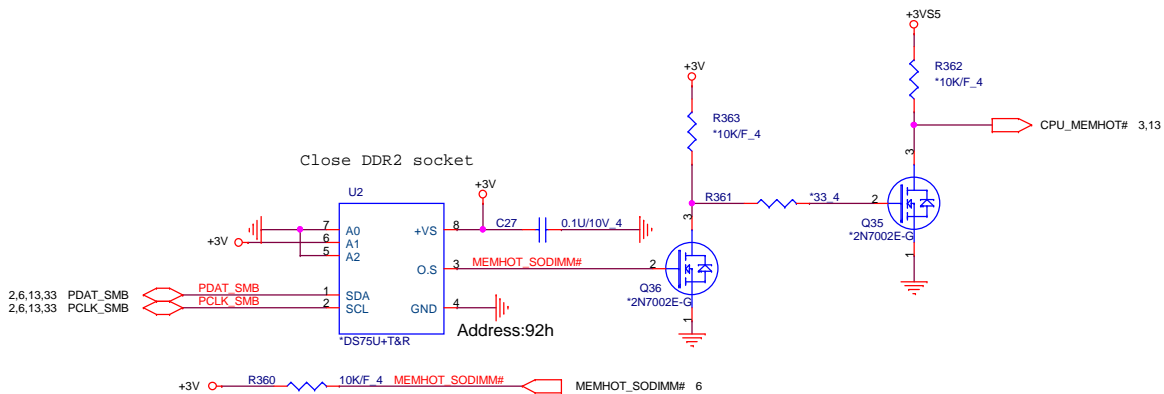 +3VS5
R362
*10K/F_4
+3V
R363
*10K/F_4
CPU_MEMHOT# 3,13
3
Close DDR2 socket
U2
+3V
R361
*33_4
2
Q35
*2N7002E-G
1
7 A0
+VS 8
C27
0.1U/10V_4
3
+3V
6 A1
5 A2
O.S 3
MEMHOT_SODIMM#
2
Q36
*2N7002E-G
1
2,6,13,33 PDAT_SMB
PDAT_SMB
1 SDA
2,6,13,33 PCLK_SMB
PCLK_SMB
2 SCL
GND 4
Address:92h
*DS75U+T&R
+3V
R360
10K/F_4
MEMHOT_SODIMM#
MEMHOT_SODIMM# 6